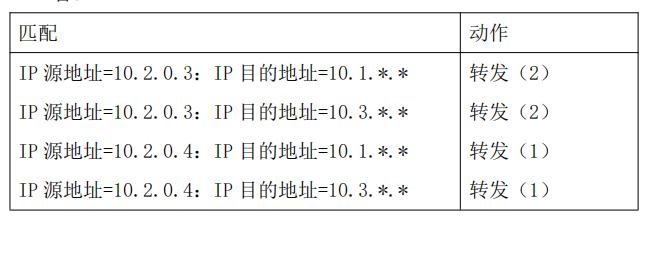 匹配 动作
IP 源地址=10.2.0.3：IP 目的地址=10.1.*.* 转发（2）
IP 源地址=10.2.0.3：IP 目的地址=10.3.*.* 转发（2）
IP 源地址=10.2.0.4：IP 目的地址=10.1.*.* 转发（1）
IP 源地址=10.2.0.4：IP 目的地址=10.3.*.* 转发（1）